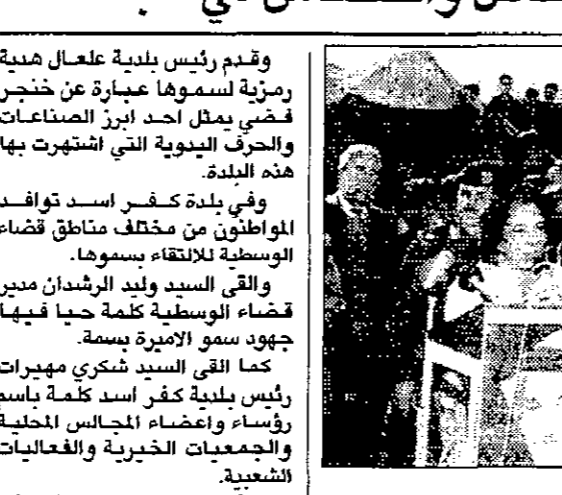 وقدم رئيس بلدية علعال هدية
رمزية لسموها عبارة عن خنجر
فضي يمثل احد ابرز الصناعات
والحرف اليدوية التي اشتهرت بها
هذه البلدة.
وفي بلدة كفر اسد توافد
المواطنون من مختلف مناطق قضاء
الوسطية للالتقاء بسموها.
والقى السيد وليد الرشدان مدير
قضاء الوسطية كلمة حيا فيها
جهود سمو الاميرة بسمة.
كما القى السيد شكري مهيرات
رئيس بلدية كفر اسد كلمة باسم
رؤساء واعضاء المجالس المحلية
والجمعيات الخيرية والفعاليات
الشعبية.